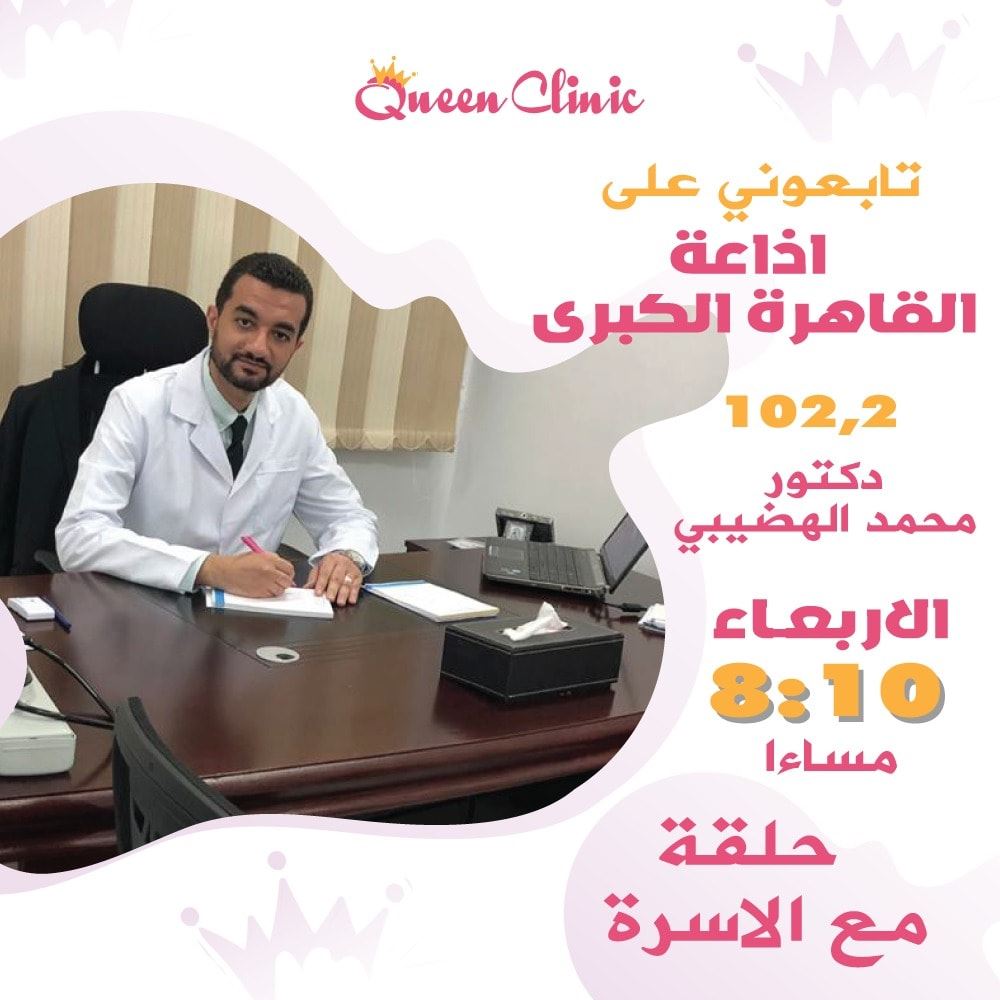 Queen Clinic
تابعوني على
اذاعة
القاهرة الكبرى
102,2
دكتور
محمد الهضيبي
الاربعاء
8:10
مساءا
حلقة
مع الاسرة